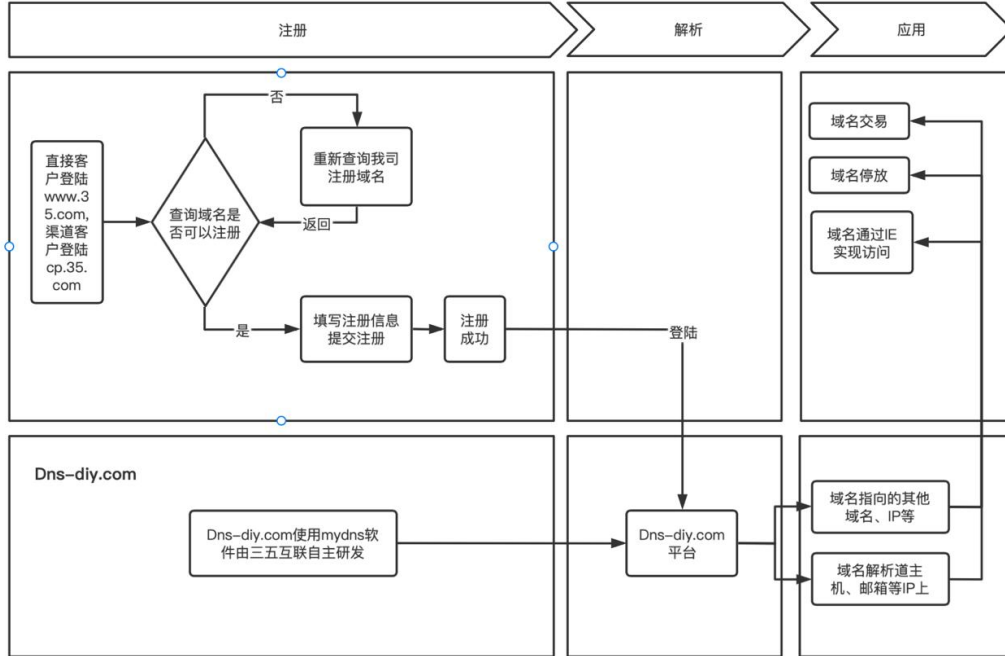 注册
解析
应用
否
直接客
户登陆
www.3
5.com,
渠道客
户登陆
cp.35.
com
查询域名是
否可以注册
重新查询我司
注册域名
返回
是
填写注册信息
提交注册
注册
成功
登陆
域名交易
域名停放
域名通过IE
实现访问
Dns-diy.com
Dns-diy.com使用mydns软
件由三五互联自主研发
Dns-diy.com
平台
域名指向的其他
域名、IP等
域名解析道主
机、邮箱等IP上